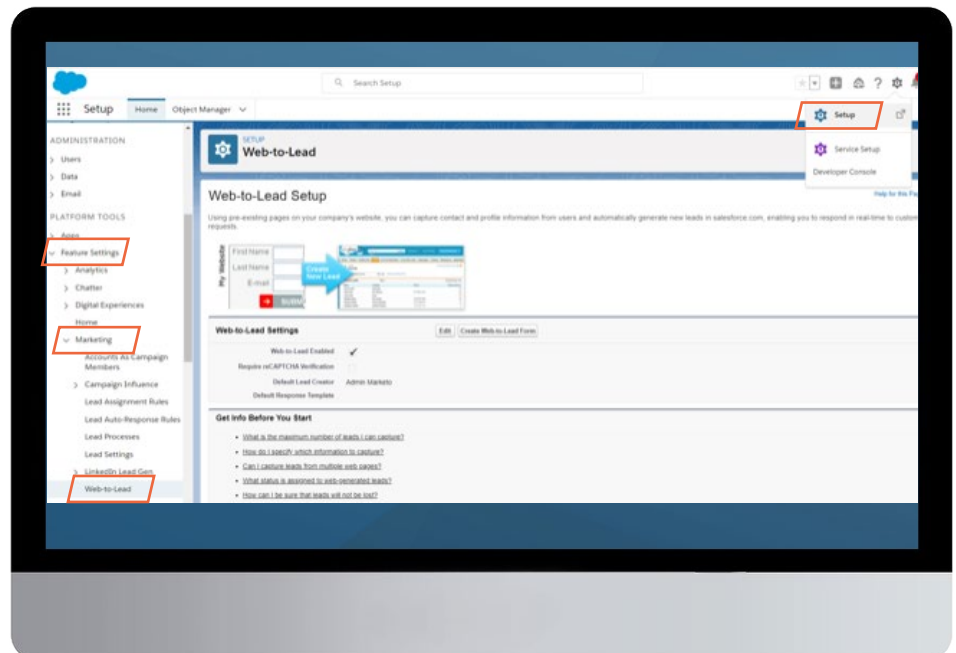 Search Setup
Setup
Home
Object Manager
Setup
Service Setup
Developer Console
ADMINISTRATION
Users
Data
Email
PLATFORM TOOLS
Apps
Feature Settings
Analytics
Chatter
Digital Experiences
Home
Marketing
Accounts As Campaign
Members
Campaign Influence
Lead Assignment Rules
Lead Auto-Response Rules
Lead Processes
Lead Settings
LinkedIn Lead Gen
Web-to-Lead
SETUP
Web-to-Lead
Web-to-Lead Setup
Help for this
Using pre-existing pages on your company's website, you can capture contact and profile information from users and automatically generate new leads in salesforce.com, enabling you to respond in real-time to custom
requests.
My Website
First Name
Last Name
E-mail
SUBM
Create
New Lead
Web-to-Lead Settings
Edit
Create Web-to-Lead Form
Web-to-Lead Enabled
Require reCAPTCHA Verification
Default Lead Creator Admin Marketo
Default Response Template
Get Info Before You Start
• What is the maximum number of leads I can capture?
• How do I specify which information to capture?
• Can I capture leads from multiple web pages?
• What status is assigned to web-generated leads?
• How can I be sure that leads will not be lost?